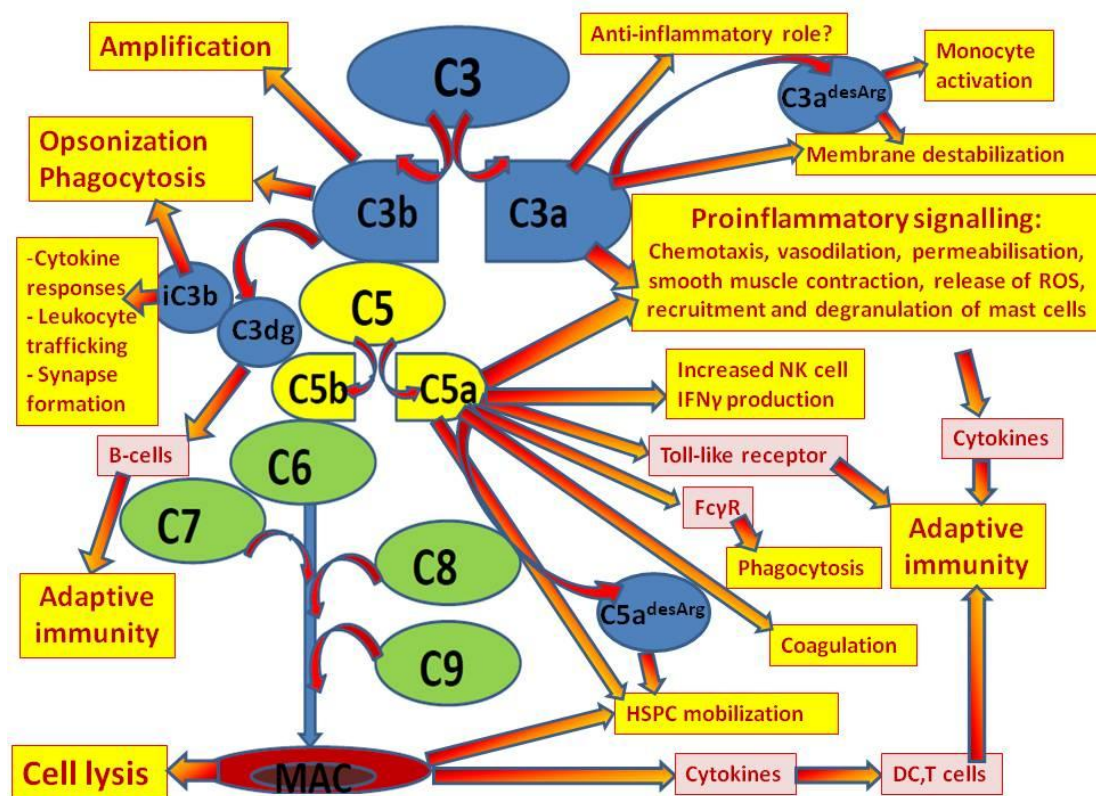 Amplification
C3
Anti-inflammatory role?
C3a desArg
Monocyte
activation
Opsonization
Phagocytosis
C3b
C3a
Membrane destabilization
Proinflammatory signalling:
Chemotaxis, vasodilation, permeabilisation,
smooth muscle contraction, release of ROS,
recruitment and degranulation of mast cells
-Cytokine
responses
- Leukocyte
trafficking
- Synapse
formation
iC3b
C3dg
C5
C5b
C5a
Increased NK cell
IFNγ production
B-cells
C6
Toll-like receptor
Cytokines
C7
FcγR
Adaptive
immunity
C8
Phagocytosis
Adaptive
immunity
C5a desArg
Coagulation
C9
HSPC mobilization
Cell lysis
MAC
Cytokines
DC,T cells